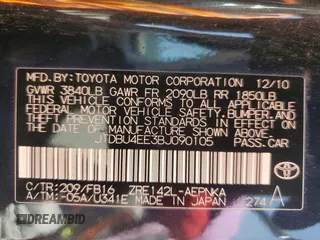 MFD.BY:TOYOTA MOTOR CORPORATION 12/10
GVWR 3840LB GAWR FR 2090LB RR 1850LB
THIS VEHICLE CONFORMS TO ALL APPLICABLE
FEDERAL MOTOR VEHICLE SAFETY, BUMPER, AND
THEFT PREVENTION STANDARDS IN EFFECT ON
THE DATE OF MANUFACTURE SHOWN ABOVE.
JTDBU4EE3BJ090105 PASS.CAR
C/TR:209/FB16 ZRE142L-AEPNKA
A/TM:-05A/U341E MADE IN JAPAN 274 A
TOYOTA
DREAMBID